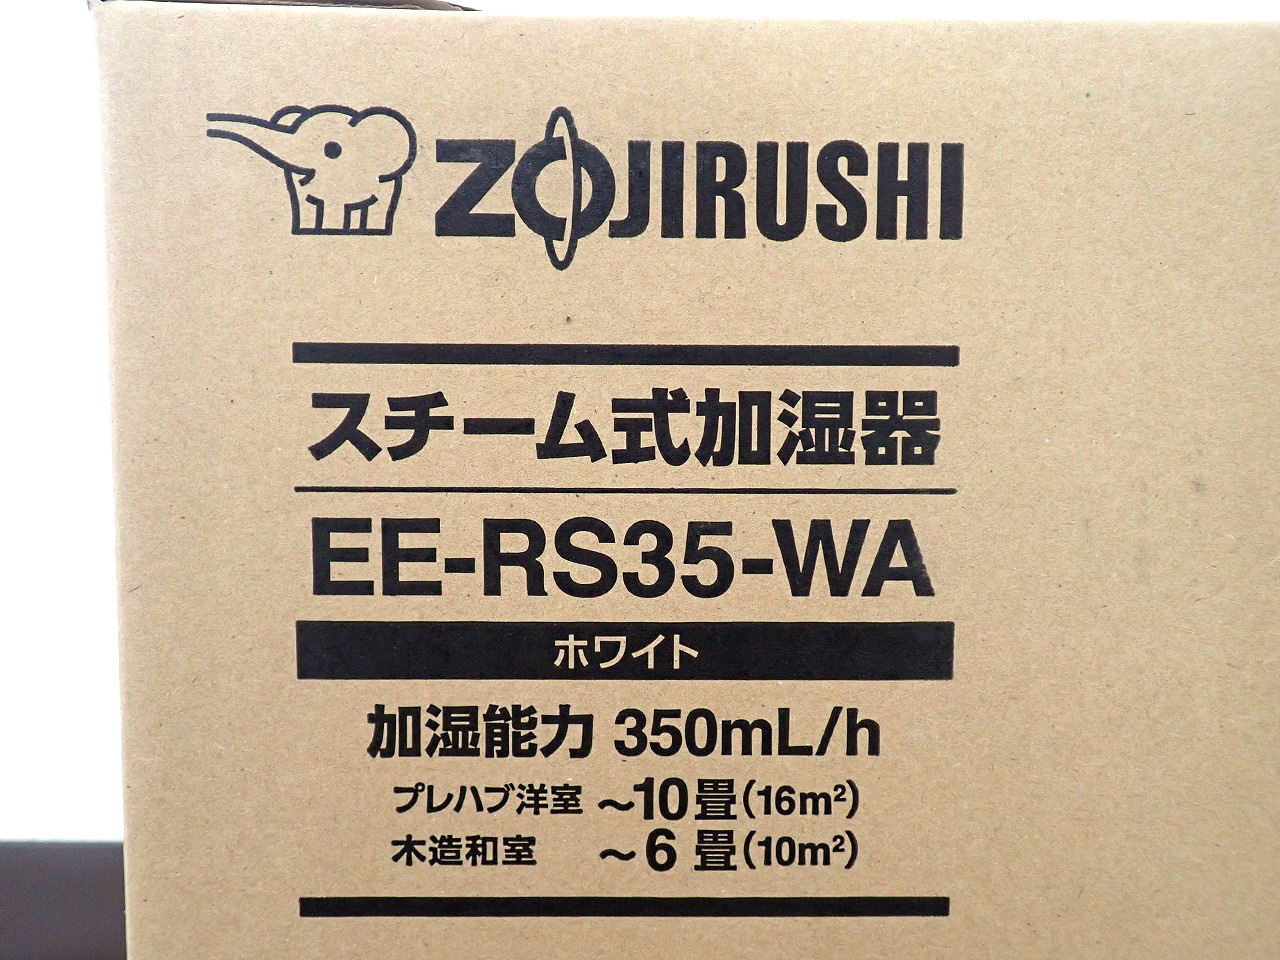 ZOJIRUSHI
スチーム式加湿器
EE-RS35-WA
ホワイト
加湿能力 350mL/h
プレハブ洋室 ～10畳(16m²)
木造和室 ～6畳(10m²)